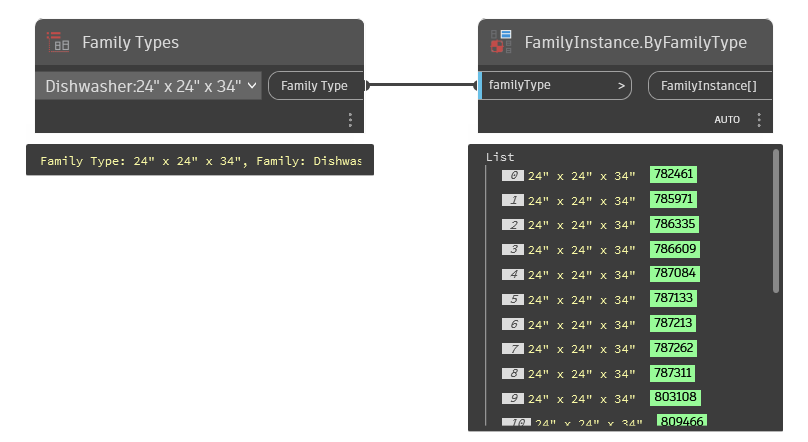 Family Types
Dishwasher:24" x 24" x 34"
Family Type
Family Type: 24" x 24" x 34", Family: Dishwas
FamilyInstance.ByFamilyType
familyType >
FamilyInstance[]
AUTO
List
0 24" x 24" x 34" 782461
1 24" x 24" x 34" 785971
2 24" x 24" x 34" 786335
3 24" x 24" x 34" 786609
4 24" x 24" x 34" 787084
5 24" x 24" x 34" 787133
6 24" x 24" x 34" 787213
7 24" x 24" x 34" 787262
8 24" x 24" x 34" 787311
9 24" x 24" x 34" 803108
10 24" x 24" x 34" 809466